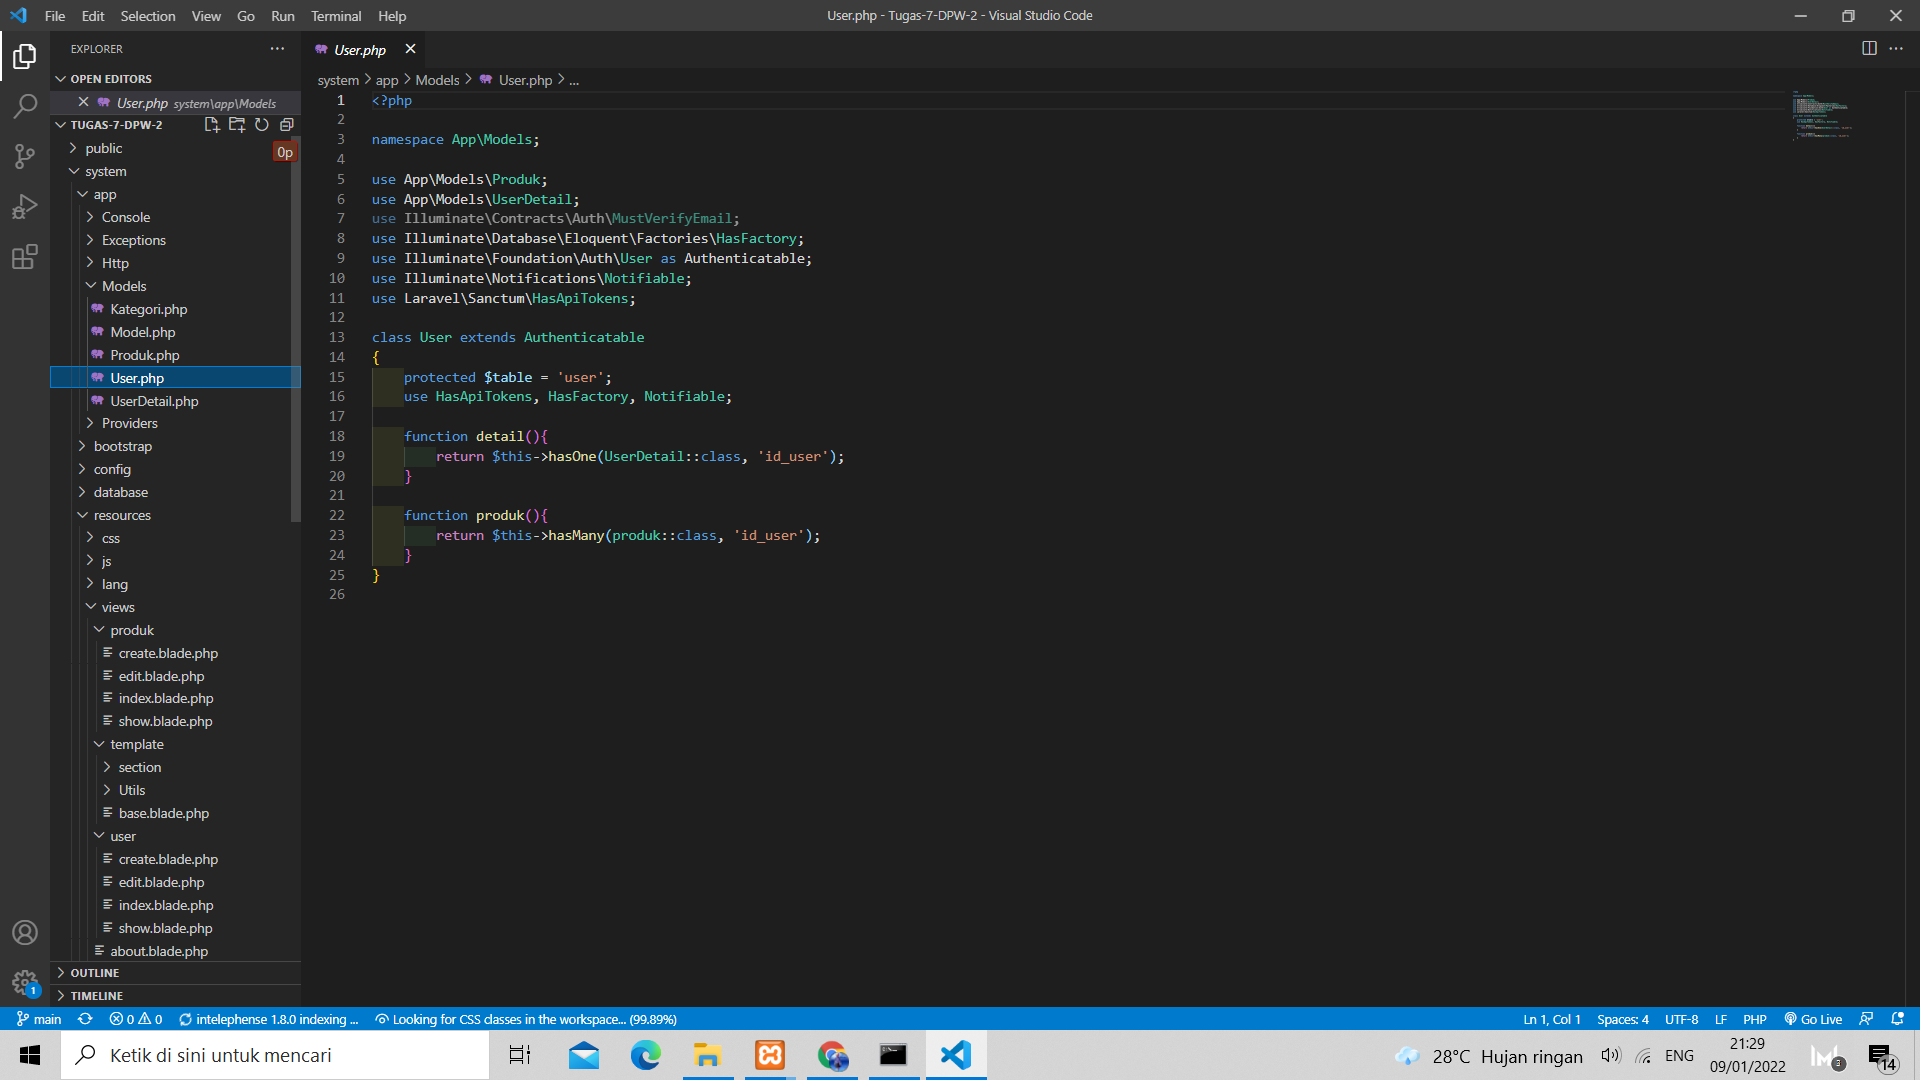 File Edit Selection View Go Run Terminal Help
User.php - Tugas-7-DPW-2 - Visual Studio Code
EXPLORER
OPEN EDITORS
User.php system\app\Models
TUGAS-7-DPW-2
public
0p
system
app
Console
Exceptions
Http
Models
Kategori.php
Model.php
Produk.php
User.php
UserDetail.php
Providers
bootstrap
config
database
resources
css
js
lang
views
produk
create.blade.php
edit.blade.php
index.blade.php
show.blade.php
template
section
Utils
base.blade.php
user
create.blade.php
edit.blade.php
index.blade.php
show.blade.php
about.blade.php
OUTLINE
TIMELINE
User.php
system > app > Models > User.php > ...
1 <?php
2
3 namespace App\Models;
4
5 use App\Models\Produk;
6 use App\Models\UserDetail;
7 use Illuminate\Contracts\Auth\MustVerifyEmail;
8 use Illuminate\Database\Eloquent\Factories\HasFactory;
9 use Illuminate\Foundation\Auth\User as Authenticatable;
10 use Illuminate\Notifications\Notifiable;
11 use Laravel\Sanctum\HasApiTokens;
12
13 class User extends Authenticatable
14 {
15 protected $table = 'user';
16 use HasApiTokens, HasFactory, Notifiable;
17
18 function detail(){
19 return $this->hasOne(UserDetail::class, 'id_user');
20 }
21
22 function produk(){
23 return $this->hasMany(produk::class, 'id_user');
24 }
25 }
26
1
main 0 0 intelephense 1.8.0 indexing ... Looking for CSS classes in the workspace... (99.89%)
Ln 1, Col 1 Spaces: 4 UTF-8 LF PHP Go Live
Ketik di sini untuk mencari
28°C Hujan ringan ENG
21:29
09/01/2022
3
14